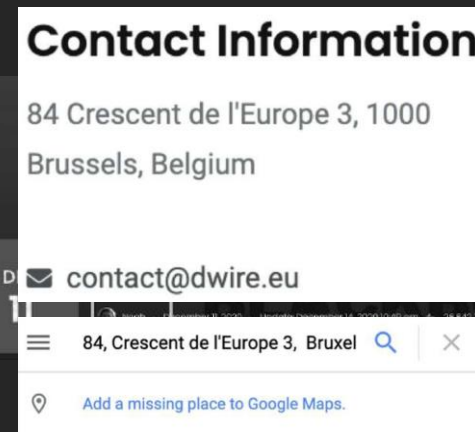 Contact Information
84 Crescent de l'Europe 3, 1000
Brussels, Belgium
contact@dwire.eu
84, Crescent de l'Europe 3, Bruxel
Add a missing place to Google Maps.